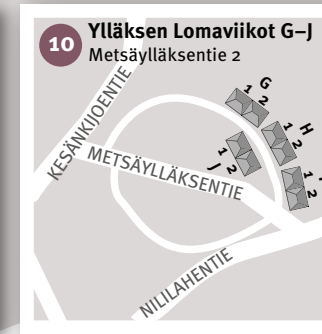 10
Ylläksen Lomaviikot G–J
Metsäylläksentie 2
KESÄNKIJOENTIE
G
1 2
H
1 2
METSÄYLLÄKSENTIE
J
1 2
1 2
NILILAHENTIE